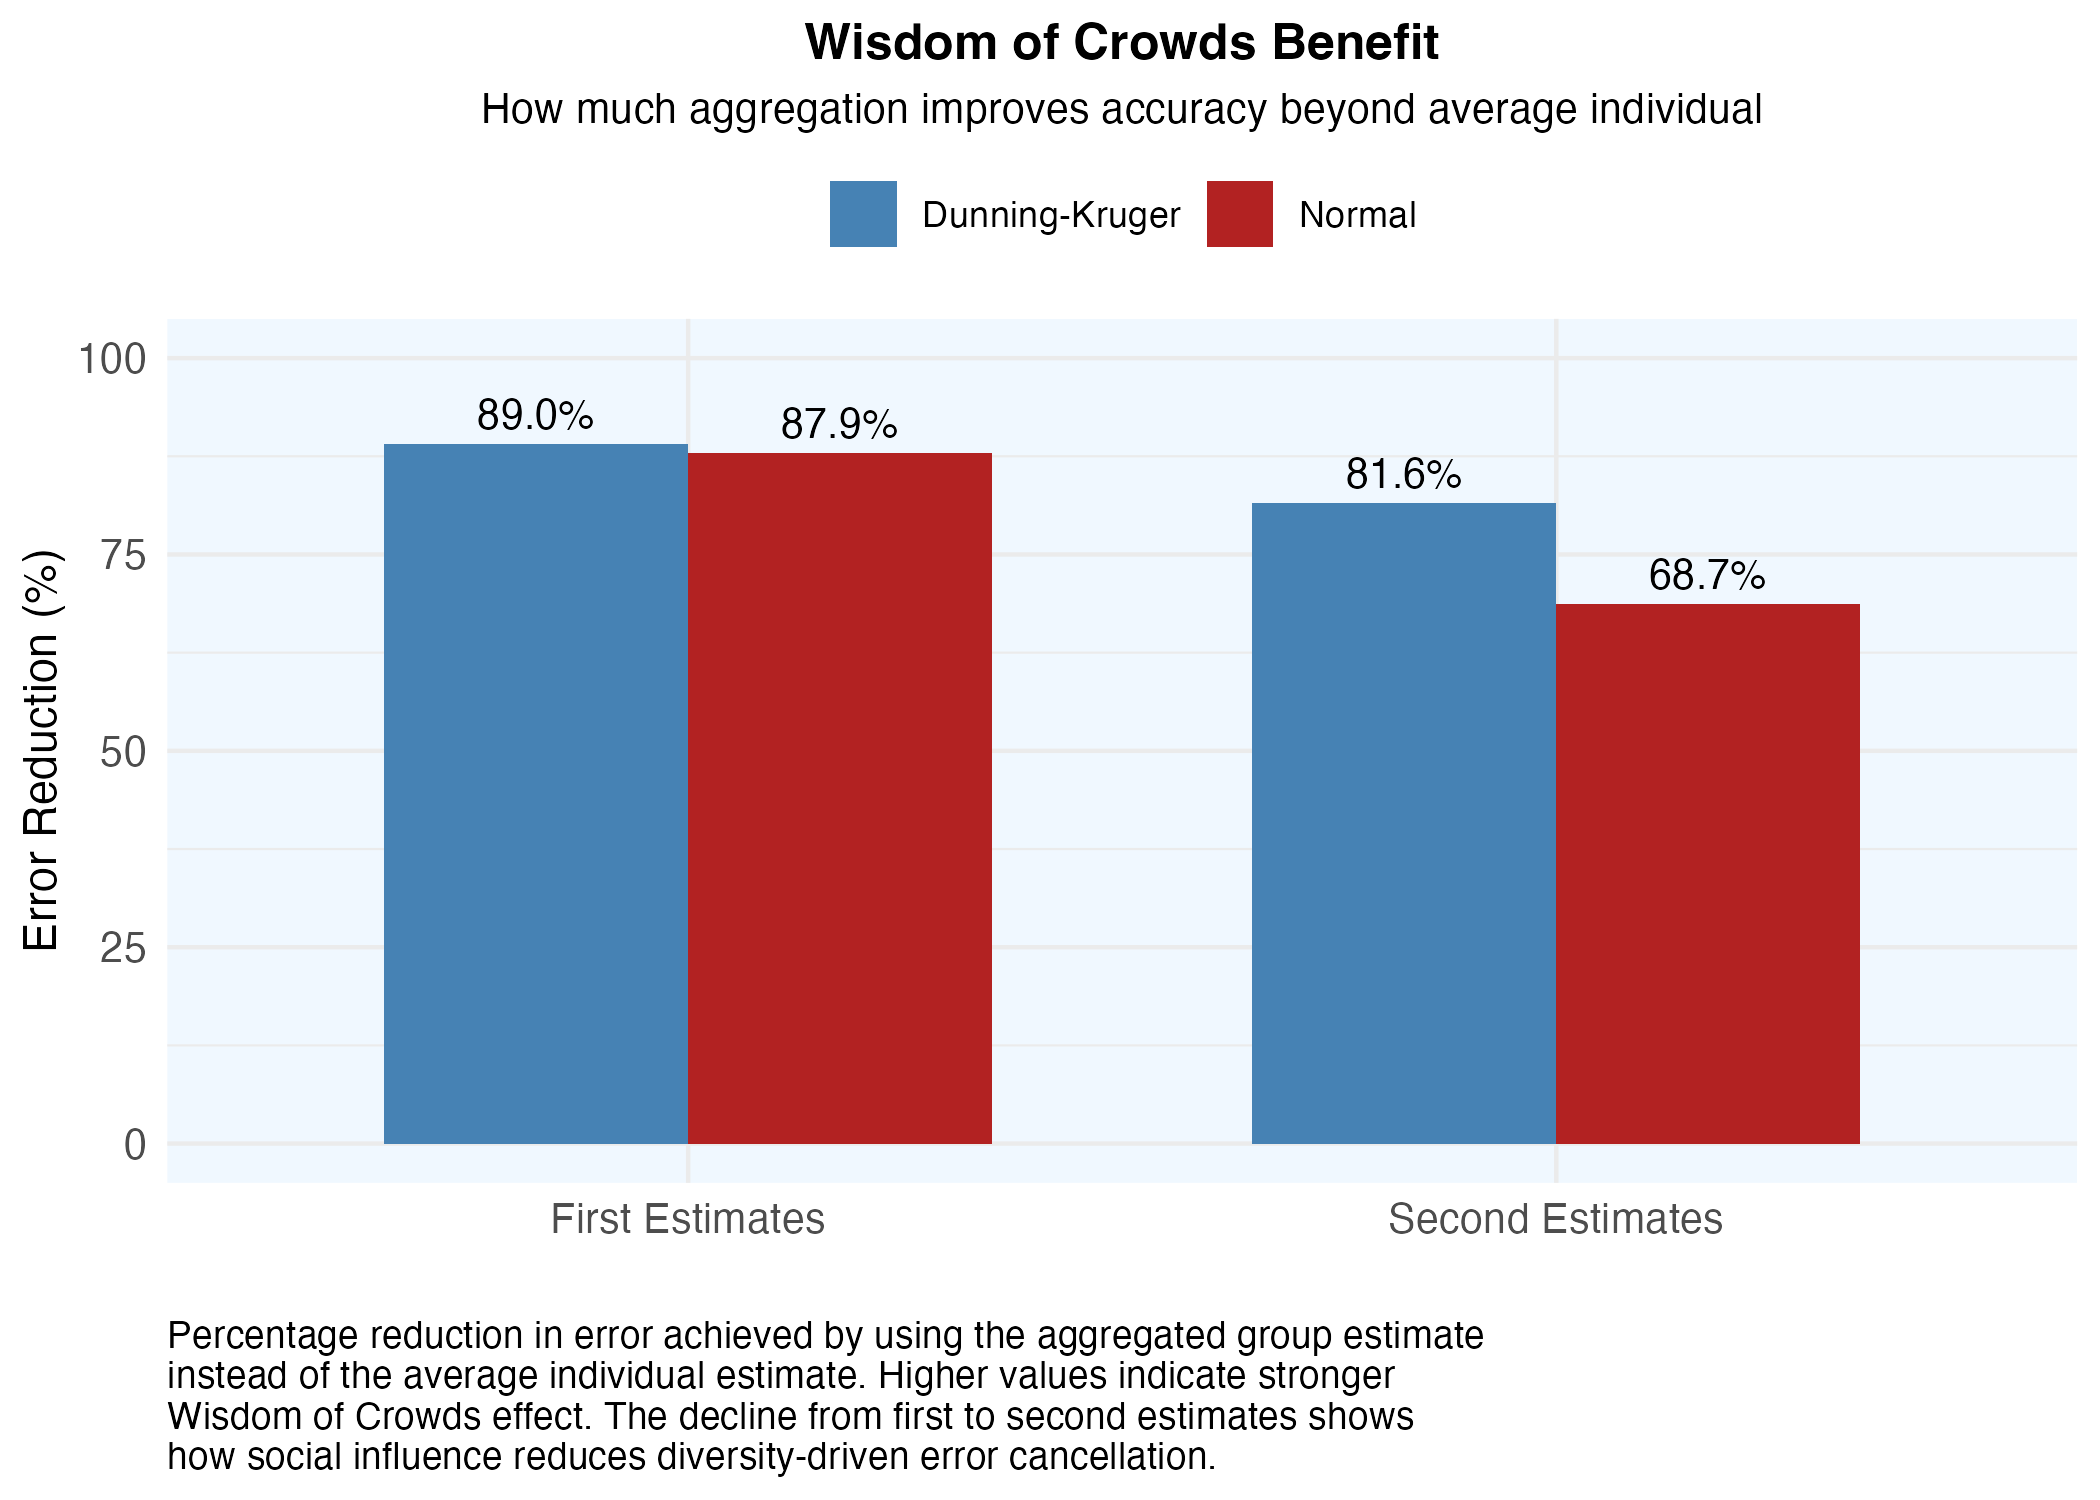 Wisdom of Crowds Benefit
How much aggregation improves accuracy beyond average individual
Dunning-Kruger Normal
Error Reduction (%)
100
75
50
25
0
89.0%
87.9%
81.6%
68.7%
First Estimates
Second Estimates
Percentage reduction in error achieved by using the aggregated group estimate
instead of the average individual estimate. Higher values indicate stronger
Wisdom of Crowds effect. The decline from first to second estimates shows
how social influence reduces diversity-driven error cancellation.